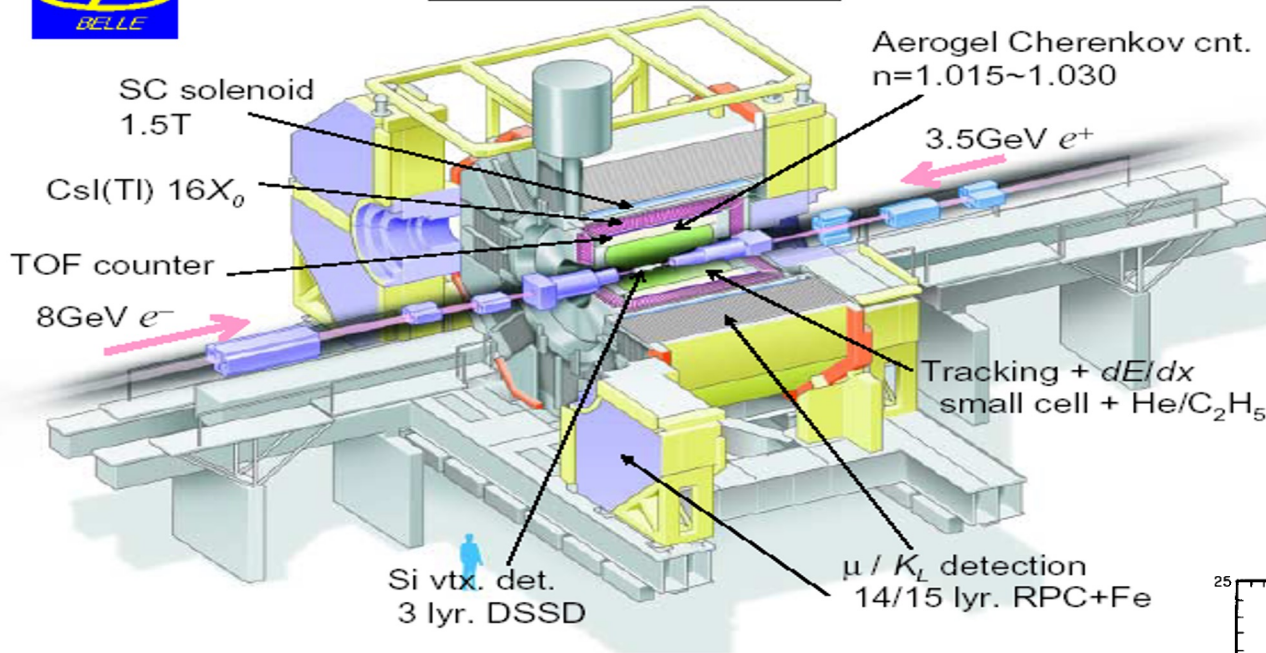 BELLE
Aerogel Cherenkov cnt.
n=1.015~1.030
SC solenoid
1.5T
3.5GeV e⁺
CsI(Tl) 16X₀
TOF counter
8GeV e⁻
Tracking + dE/dx
small cell + He/C₂H₅
μ / K_L detection
14/15 lyr. RPC+Fe
Si vtx. det.
3 lyr. DSSD
25